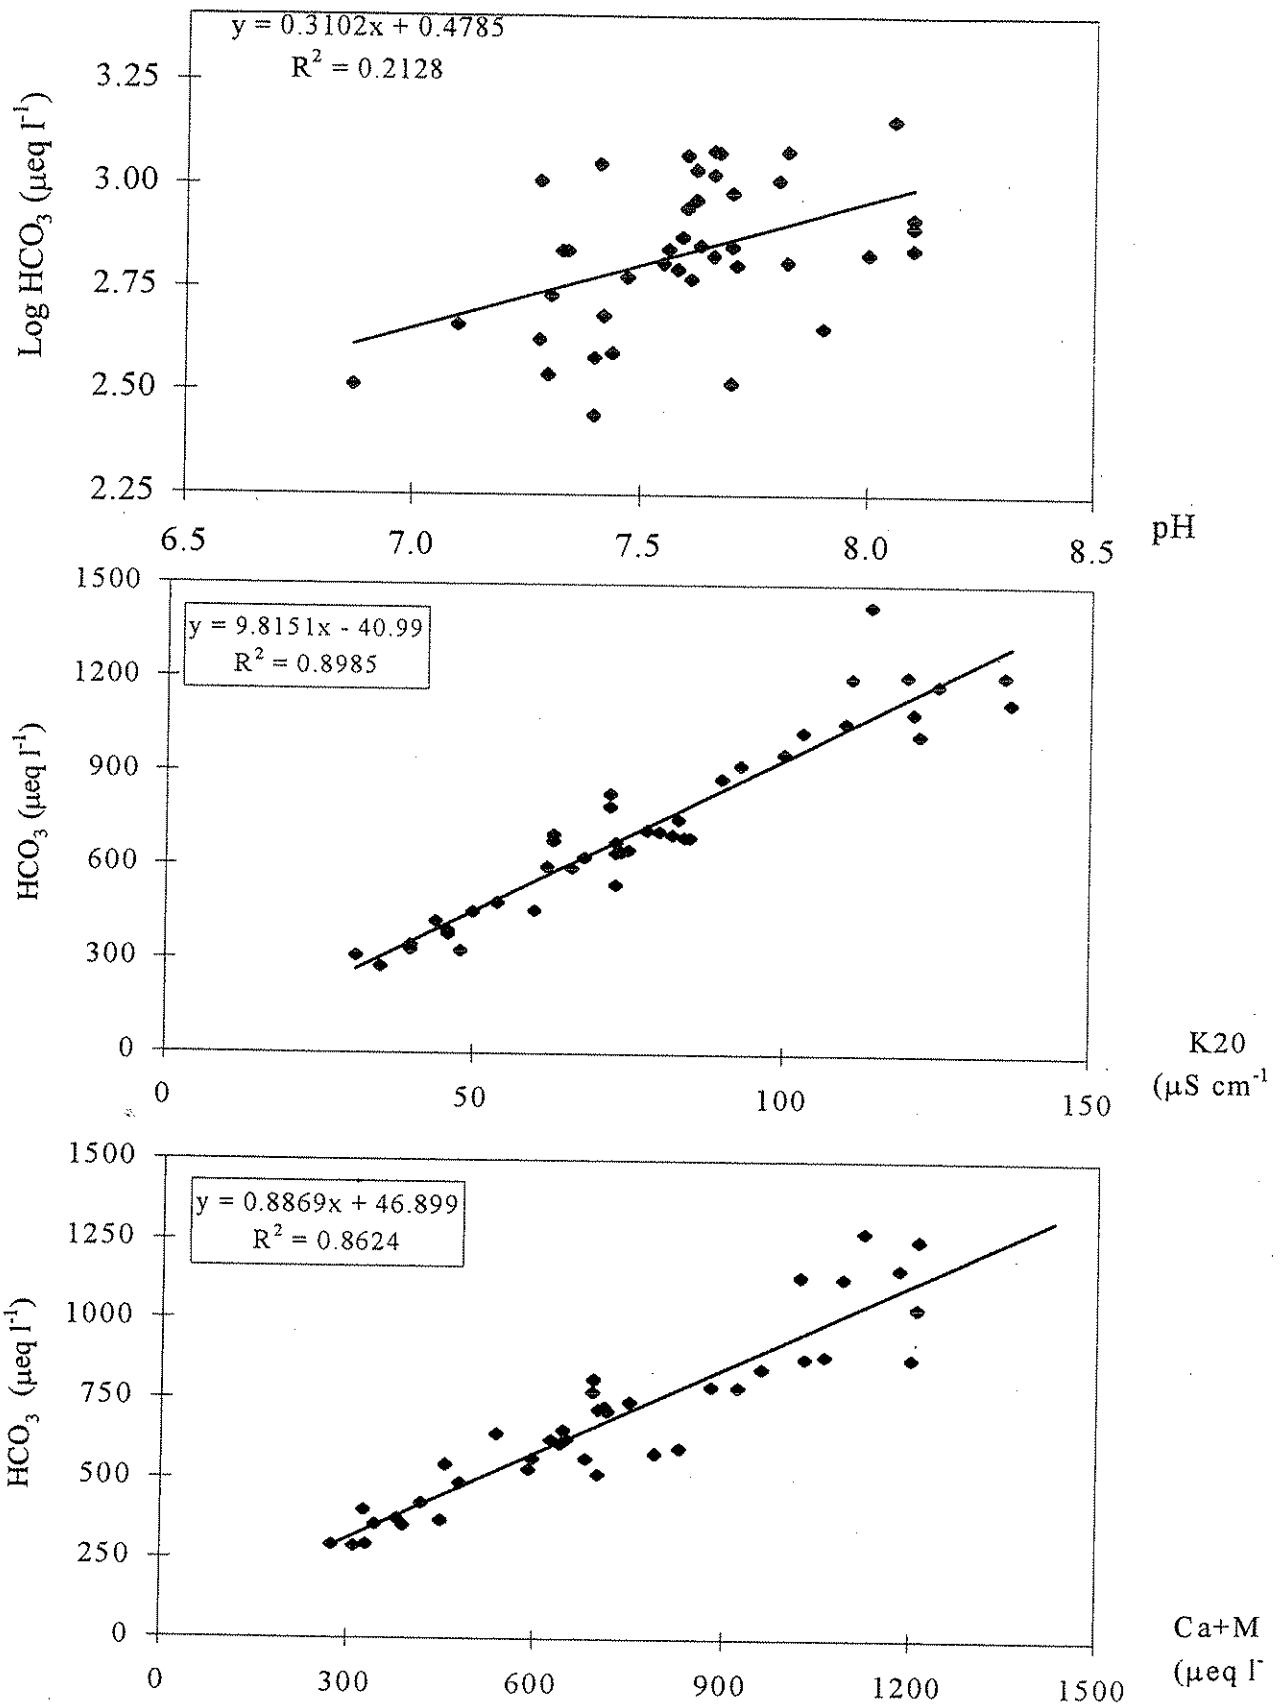 y = 0.3102x + 0.4785
R² = 0.2128
3.25
3.00
2.75
2.50
2.25
Log HCO₃ (µeq l⁻¹)
6.5 7.0 7.5 8.0 8.5
pH
1500
1200
900
600
300
0
y = 9.8151x - 40.99
R² = 0.8985
HCO₃ (µeq l⁻¹)
0 50 100 150
K20
(µS cm⁻¹
1500
1250
1000
750
500
250
0
y = 0.8869x + 46.899
R² = 0.8624
HCO₃ (µeq l⁻¹)
0 300 600 900 1200 1500
Ca+M
(µeq l⁻